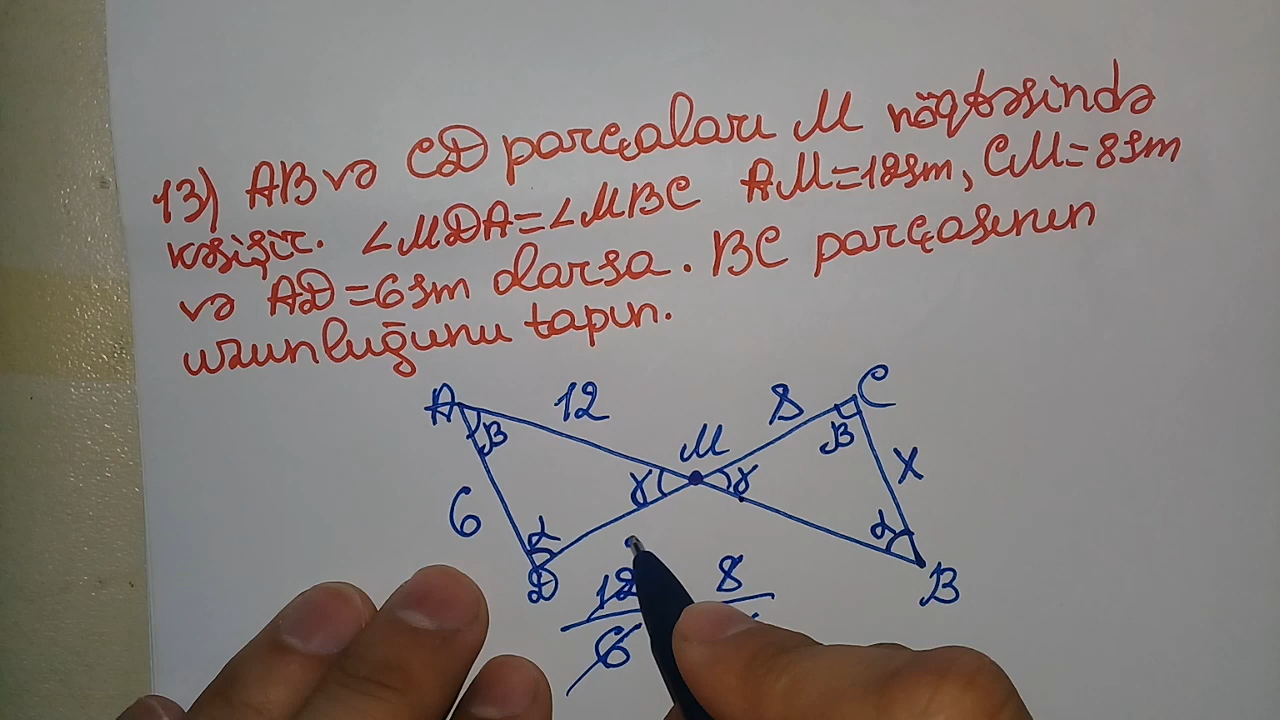 13) AB və CD parçaları M nöqtəsində
kəsişir. ∠MDA=∠MBC AM=12sm, CM=8sm
və AD=6sm olarsa. BC parçasının
uzunluğunu tapın.
A 12 8 C
M
β β
γ γ x
6
α α
D B
12 8
6